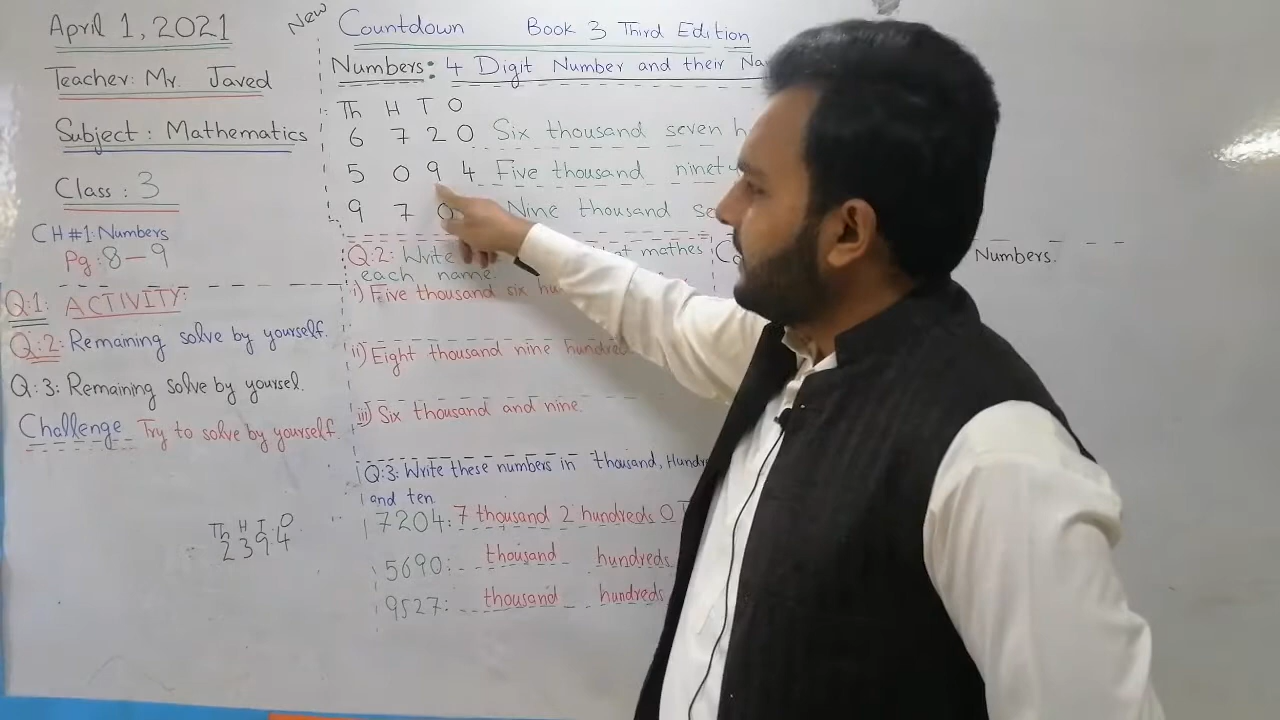 April 1, 2021
Teacher: Mr. Javed
Subject: Mathematics
Class: 3
CH#1: Numbers
Pg: 8-9
Q:1: ACTIVITY:
Q:2: Remaining solve by yourself.
Q:3: Remaining solve by yoursel.
Challenge Try to solve by yourself.
Th H T O
2 3 9 4
New
Countdown Book 3 Third Edition
Numbers: 4 Digit Number and their
Th H T O
6 7 2 0 Six thousand seven
5 0 9 4 Five thousand
9 7 0 Nine thousand
Q:2: Write mathes
each name.
i) Five thousand six
ii) Eight thousand nine hundred
iii) Six thousand and nine.
Q:3: Write these numbers in thousand,
and ten.
7204: 7 thousand 2 hundreds 0
5690: thousand hundreds
9527: thousand hundreds
Numbers.